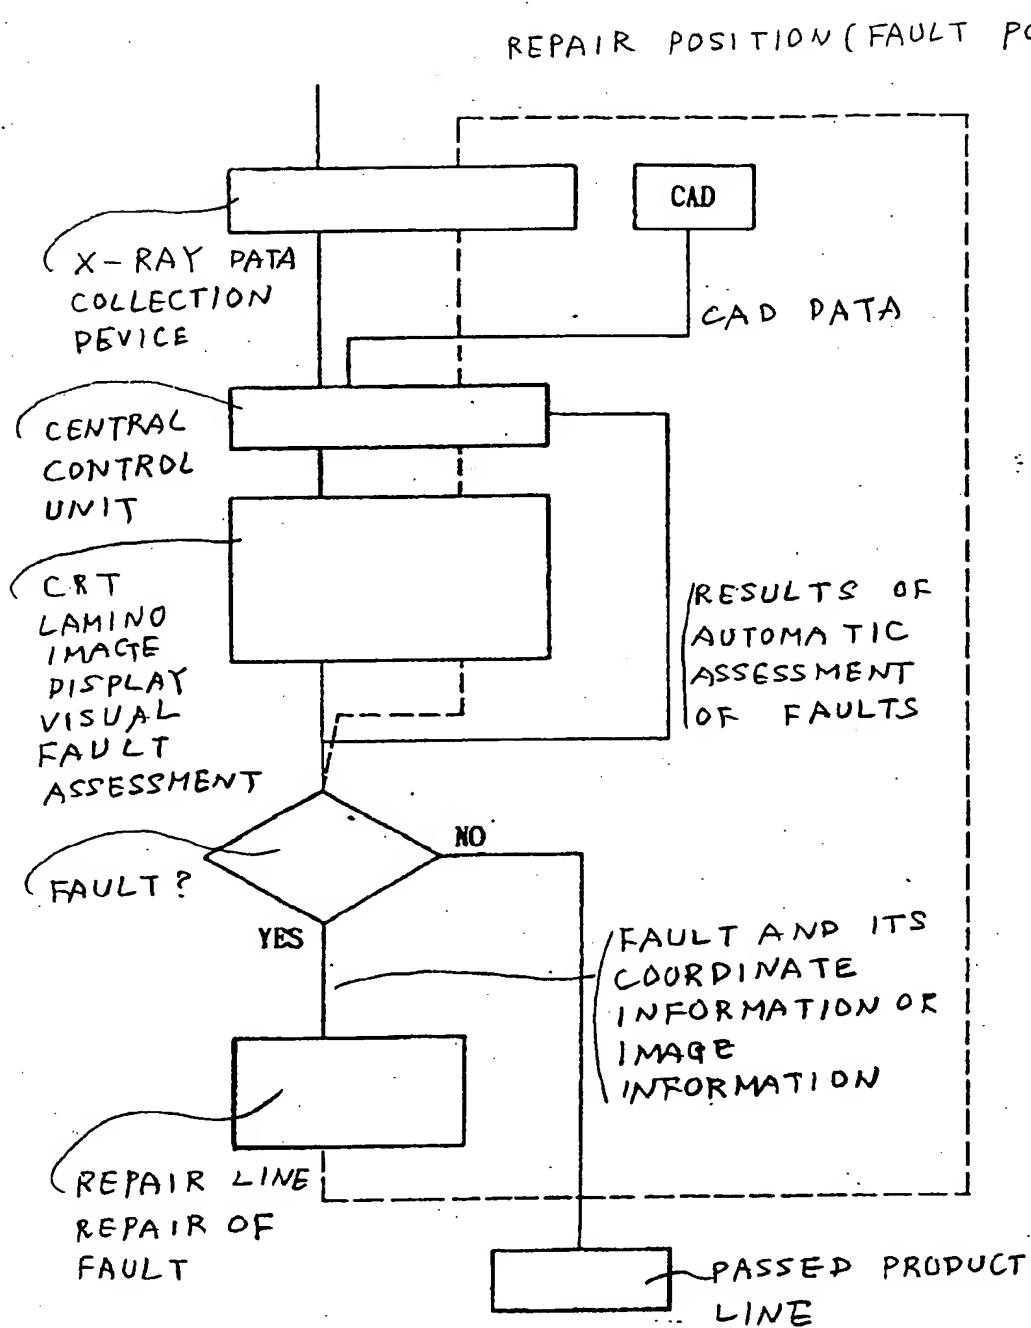 REPAIR POSITION (FAULT
CAD
X-RAY DATA
COLLECTION
DEVICE
CAD DATA
CENTRAL
CONTROL
UNIT
CRT
LAMINO
IMAGE
DISPLAY
VISUAL
FAULT
ASSESSMENT
RESULTS OF
AUTOMATIC
ASSESSMENT
OF FAULTS
NO
FAULT?
YES
FAULT AND ITS
COORDINATE
INFORMATION OR
IMAGE
INFORMATION
REPAIR LINE
REPAIR OF
FAULT
PASSED PRODUCT
LINE